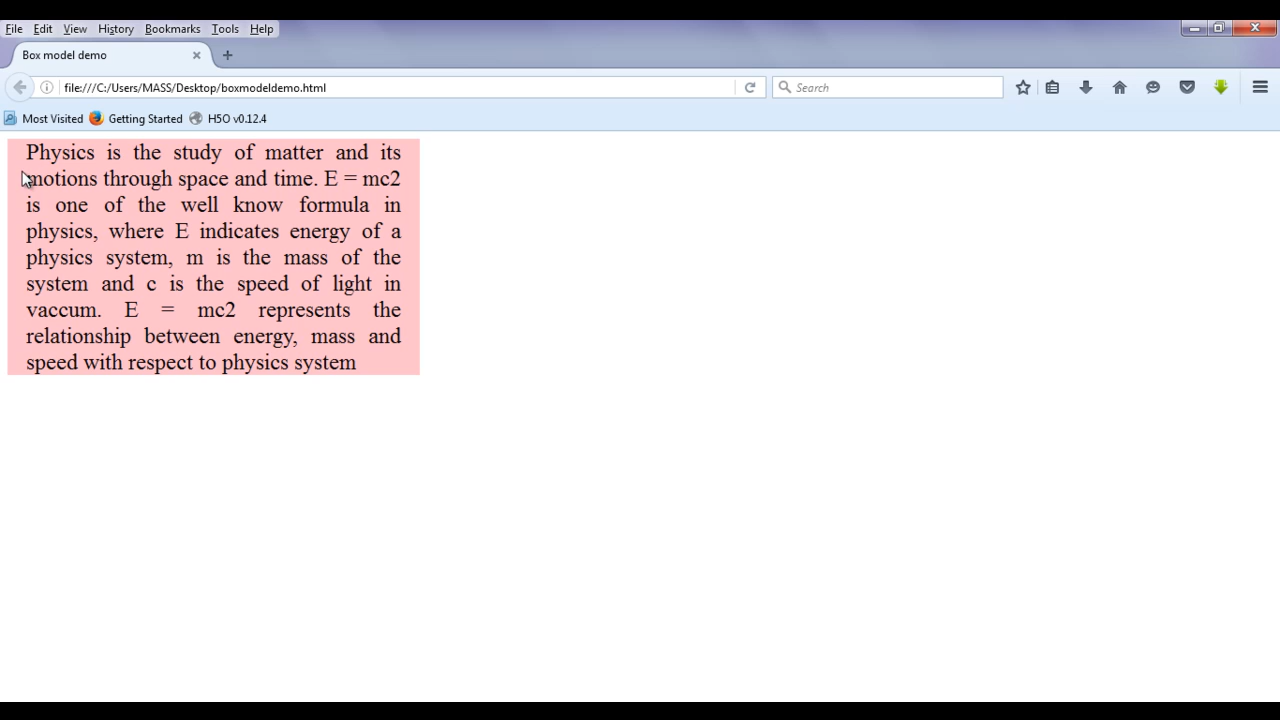 File Edit View History Bookmarks Tools Help
Box model demo
file:///C:/Users/MASS/Desktop/boxmodeldemo.html
Search
Most Visited Getting Started H5O v0.12.4
Physics is the study of matter and its
motions through space and time. E = mc2
is one of the well know formula in
physics, where E indicates energy of a
physics system, m is the mass of the
system and c is the speed of light in
vaccum. E = mc2 represents the
relationship between energy, mass and
speed with respect to physics system